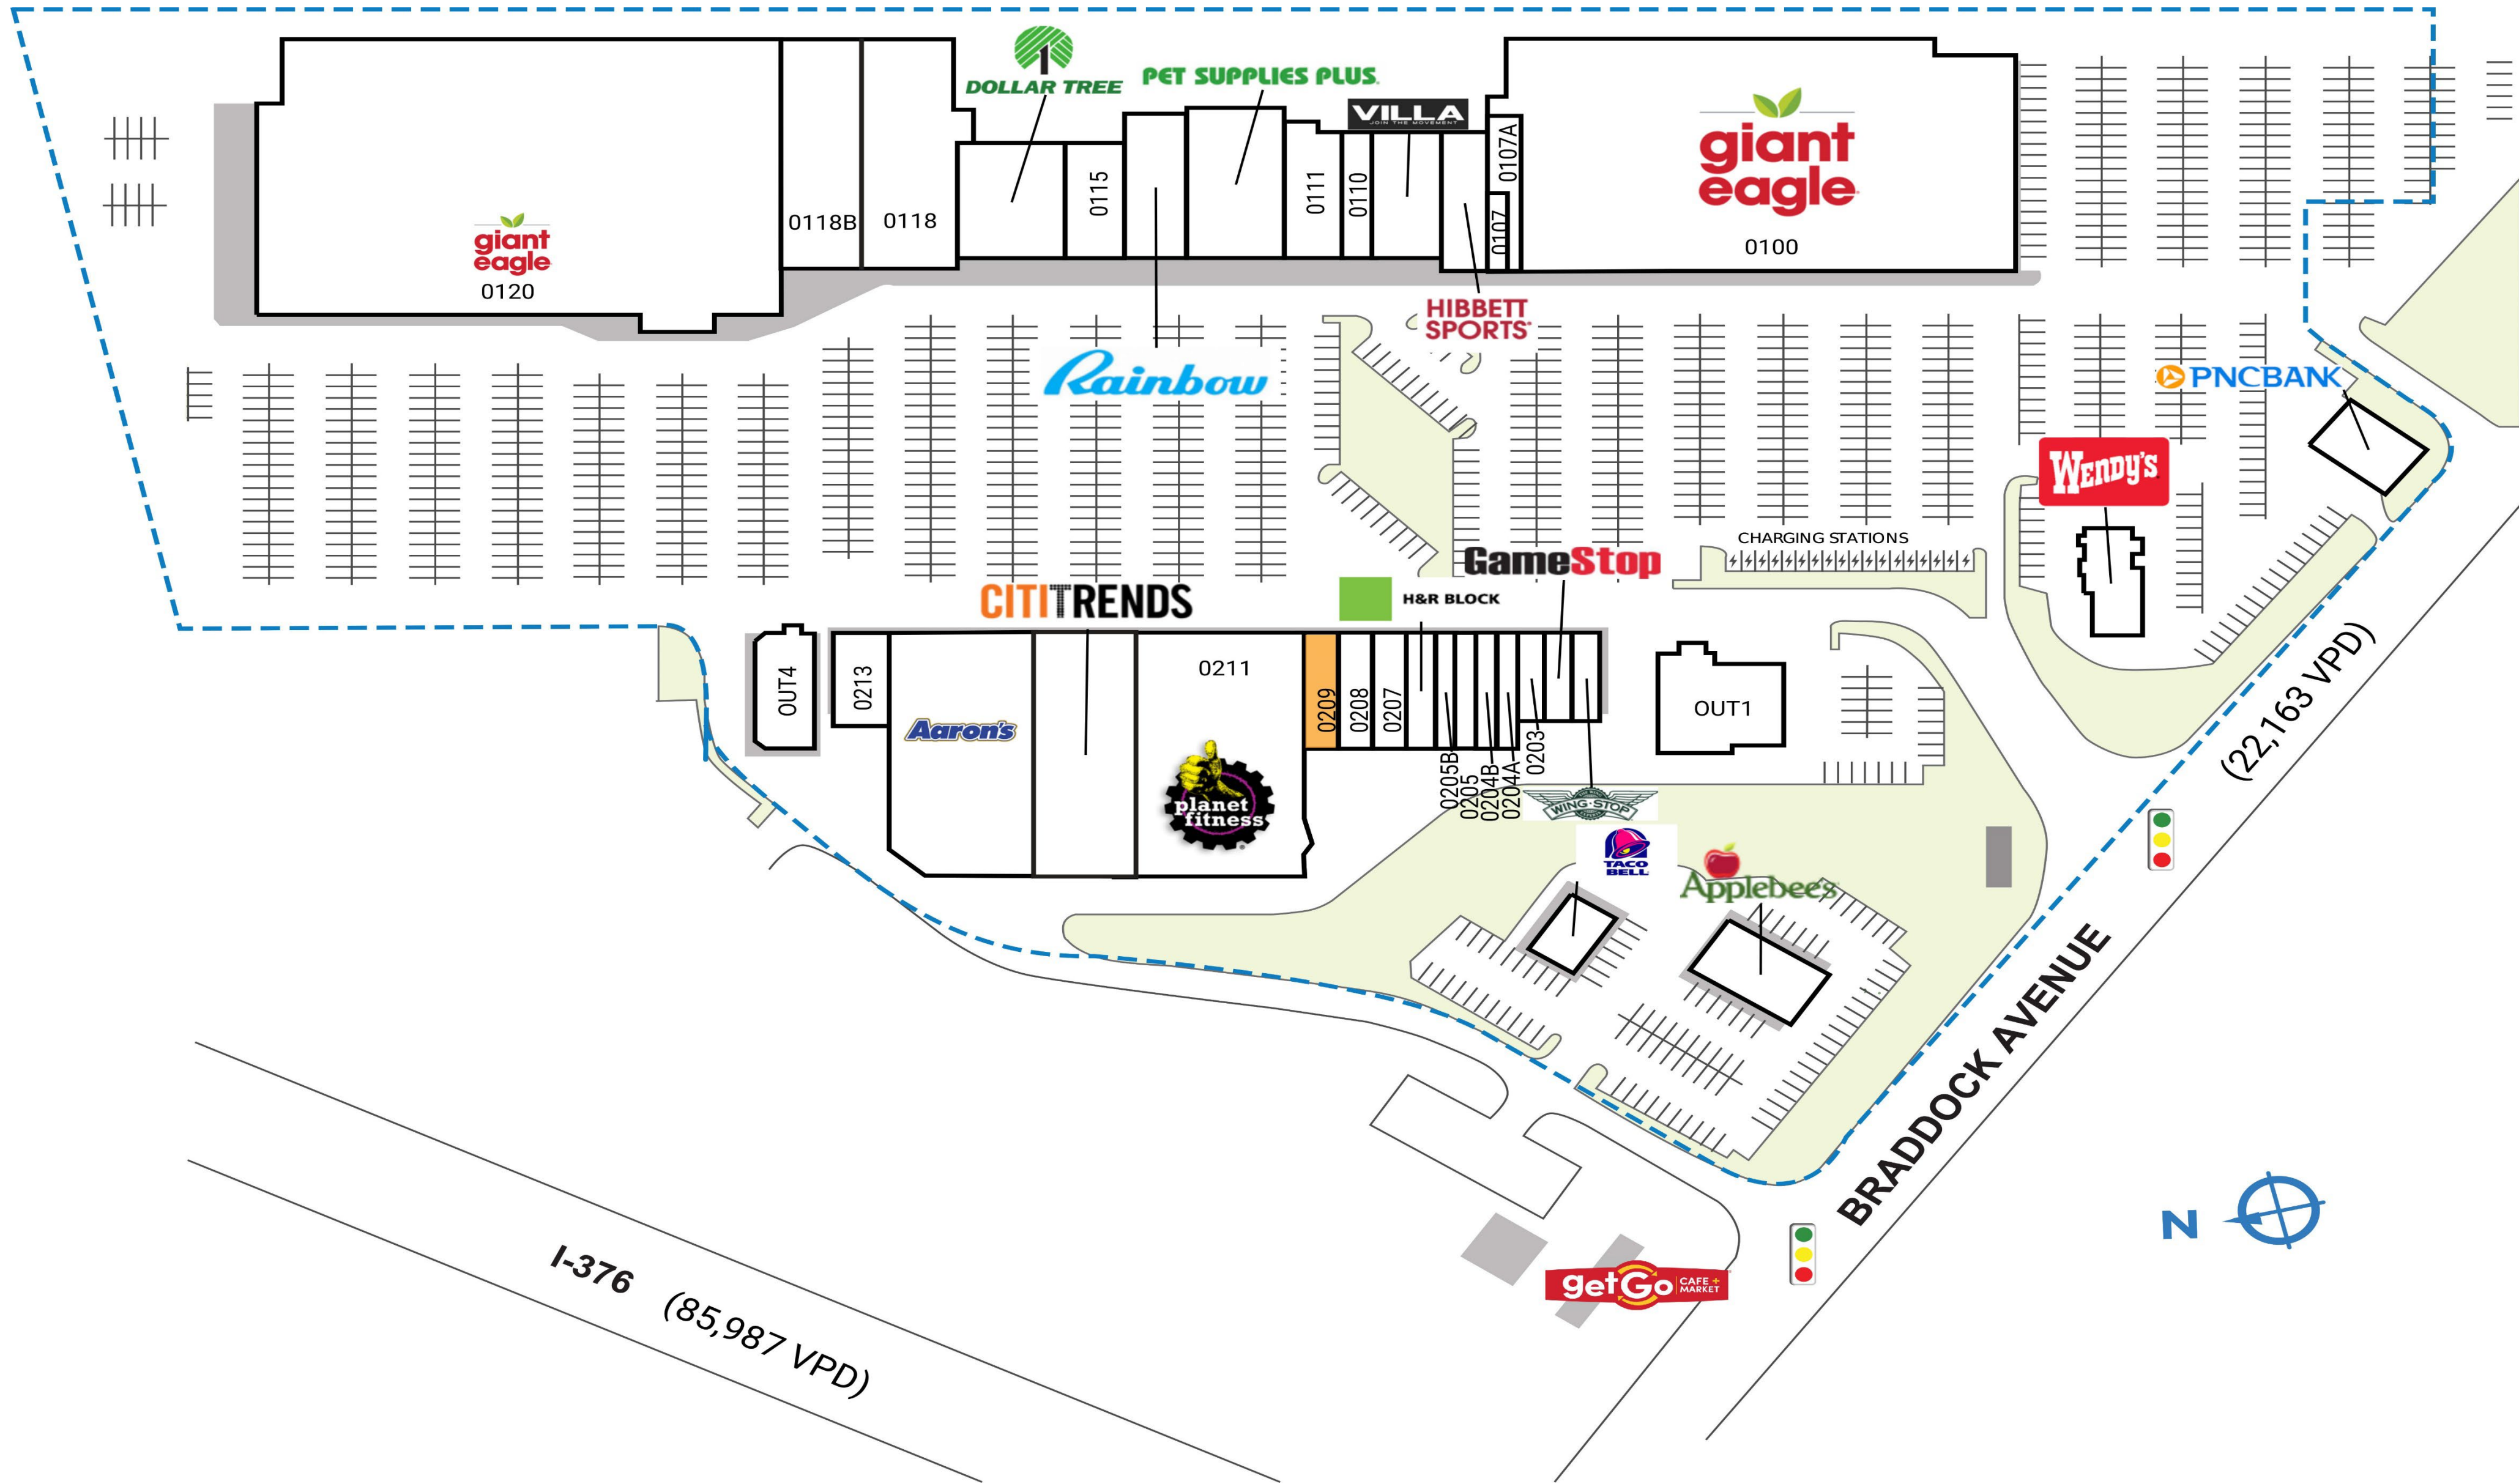 DOLLAR TREE
PET SUPPLIES PLUS
VILLA
JOIN THE MOVEMENT
giant
eagle
0120
0118B
0118
0115
0111
0110
0107A
0107
giant
eagle
0100
HIBBETT
SPORTS
Rainbow
PNCBANK
WENDY'S
CHARGING STATIONS
GameStop
H&R BLOCK
CITITRENDS
OUT4
0213
Aaron's
0211
planet
fitness
0209
0208
0207
0205B
0205
0204B
0204A
0203
OUT1
WING·STOP
TACO
BELL
Applebee's
(22,163 VPD)
BRADDOCK AVENUE
N
getGo CAFE +
MARKET
I-376 (85,987 VPD)